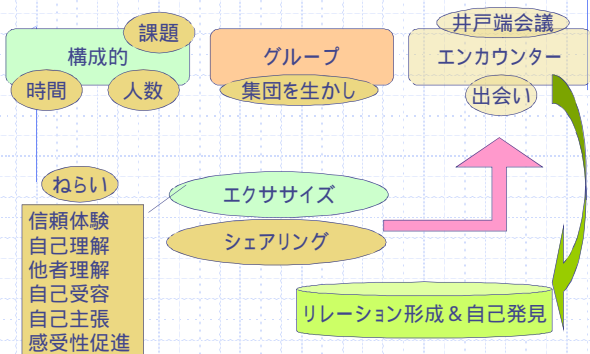 課題
井戸端会議
構成的
グループ
エンカウンター
時間
人数
集団を生かし
出会い
ねらい
エクササイズ
信頼体験
自己理解
他者理解
自己受容
自己主張
感受性促進
シェアリング
リレーション形成＆自己発見